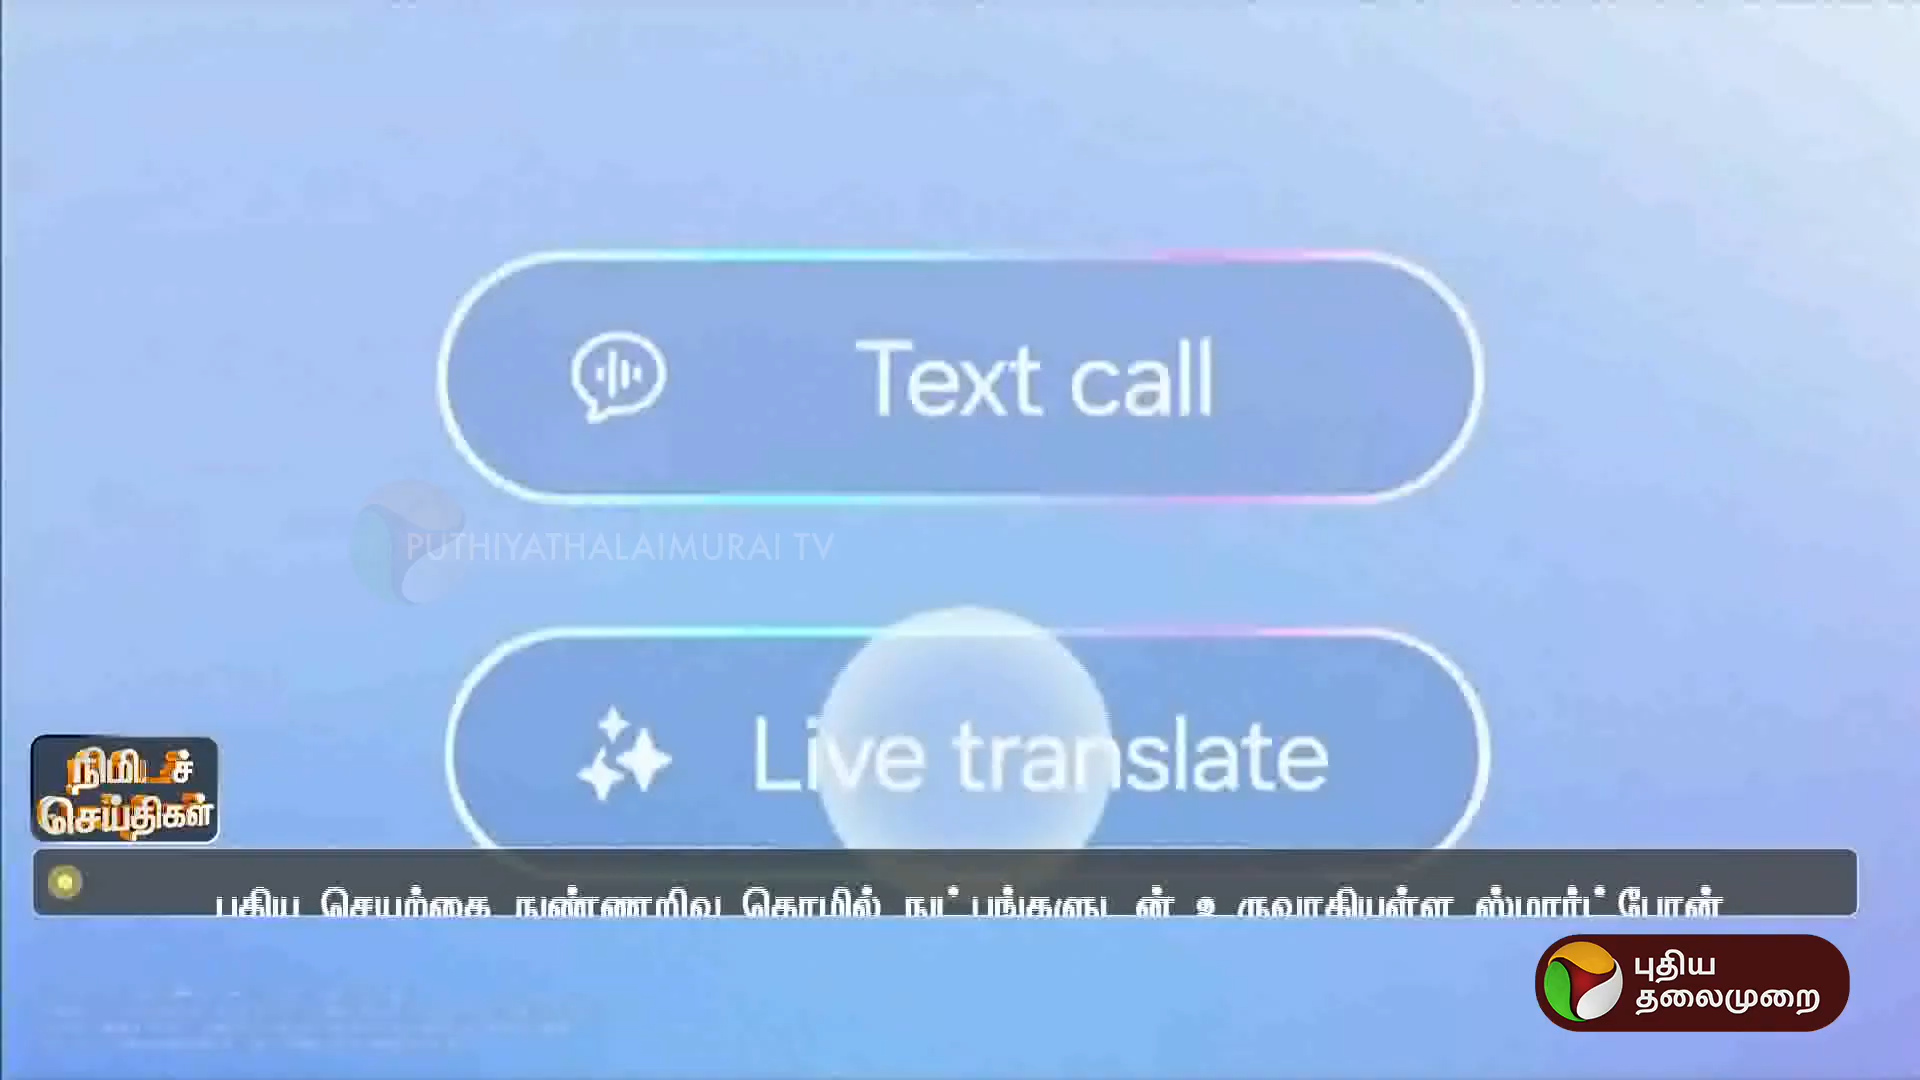 Text call
PUTHIYATHALAIMURAI TV
Live translate
நிமிடச்
செய்திகள்
புதிய செயற்கை நுண்ணறிவு தொழில் நுட்பங்களுடன் உருவாகியுள்ள ஸ்மார்ட் போன்
புதிய
தலைமுறை